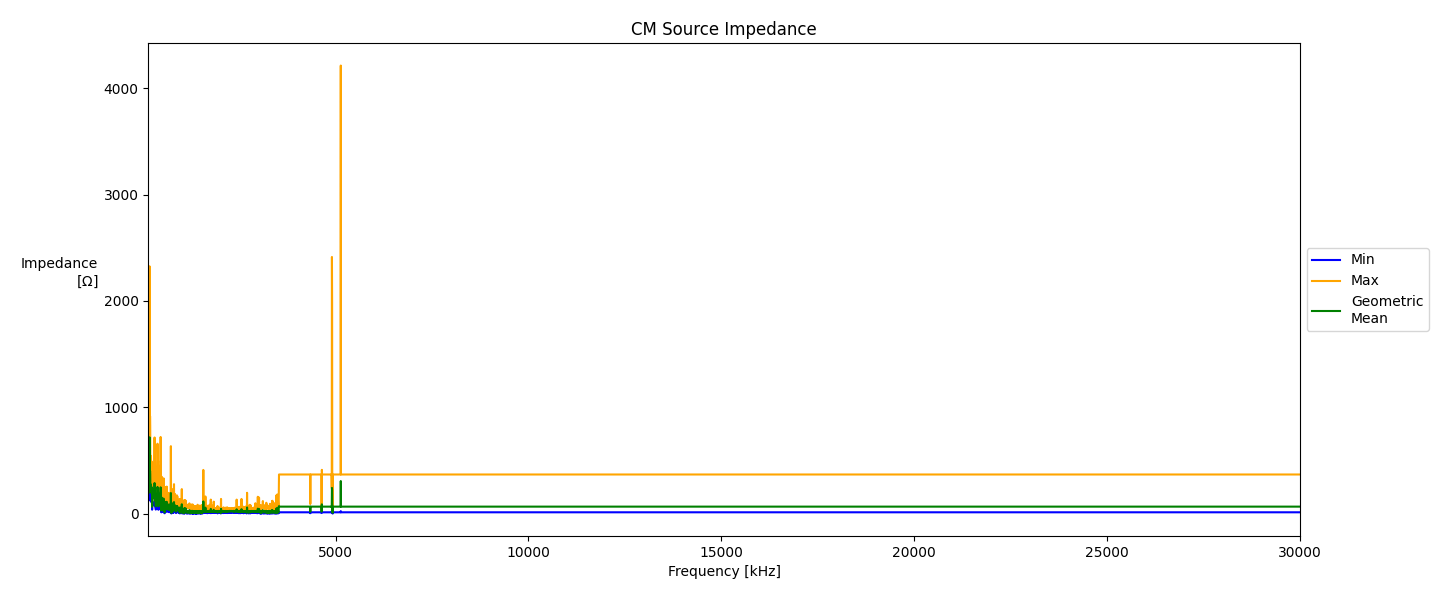 CM Source Impedance
4000
3000
2000
1000
0
Impedance
[Ω]
5000
10000
15000
20000
25000
30000
Frequency [kHz]
Min
Max
Geometric
Mean